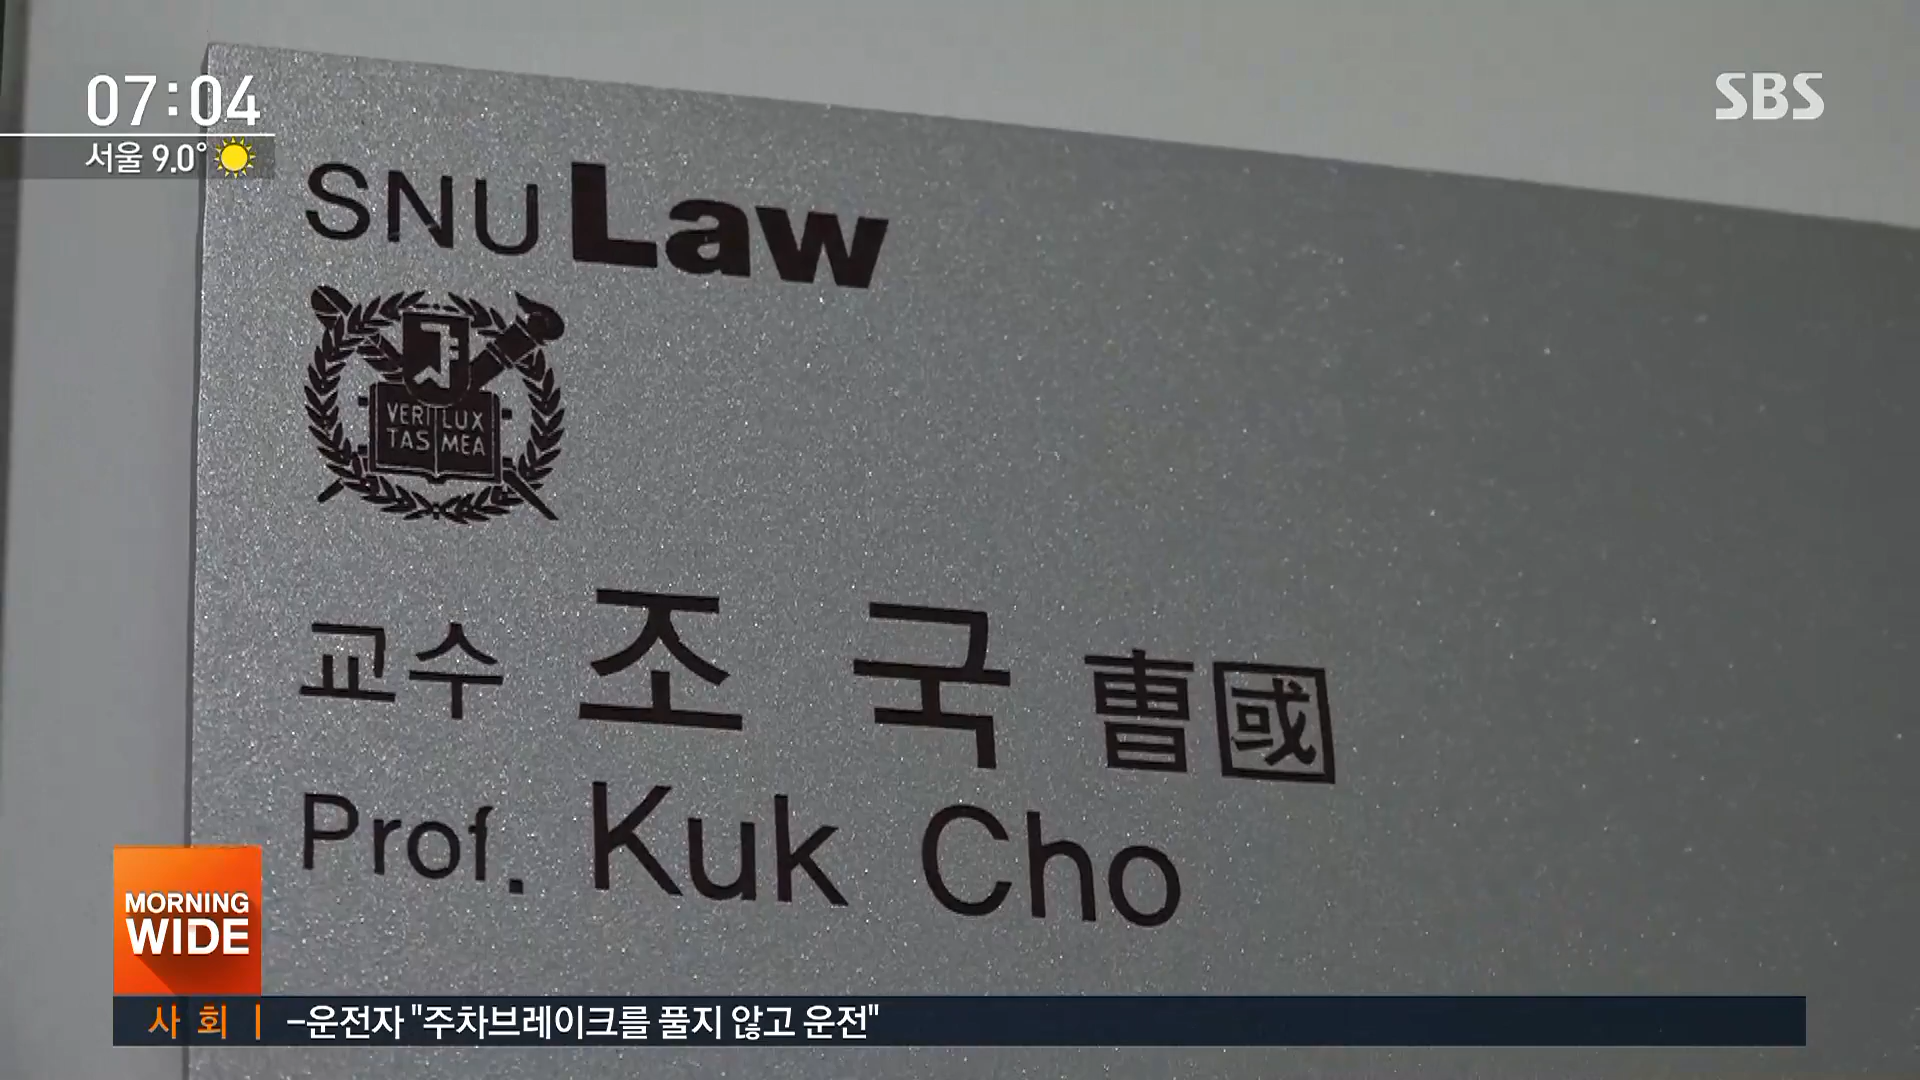 07:04
SBS
서울 9.0°
SNU Law
VERI LUX
TAS MEA
교수 조 국 曺國
Prof. Kuk Cho
MORNING
WIDE
사 회 | -운전자 "주차브레이크를 풀지 않고 운전"